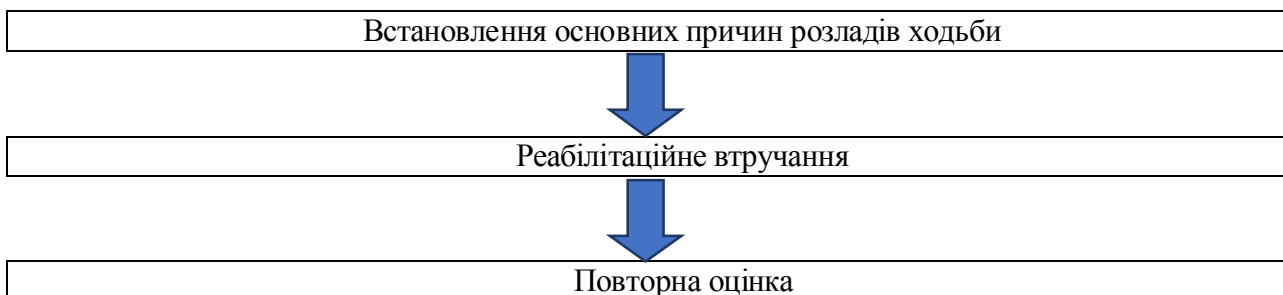 Встановлення основних причин розладів ходьби
Реабілітаційне втручання
Повторна оцінка